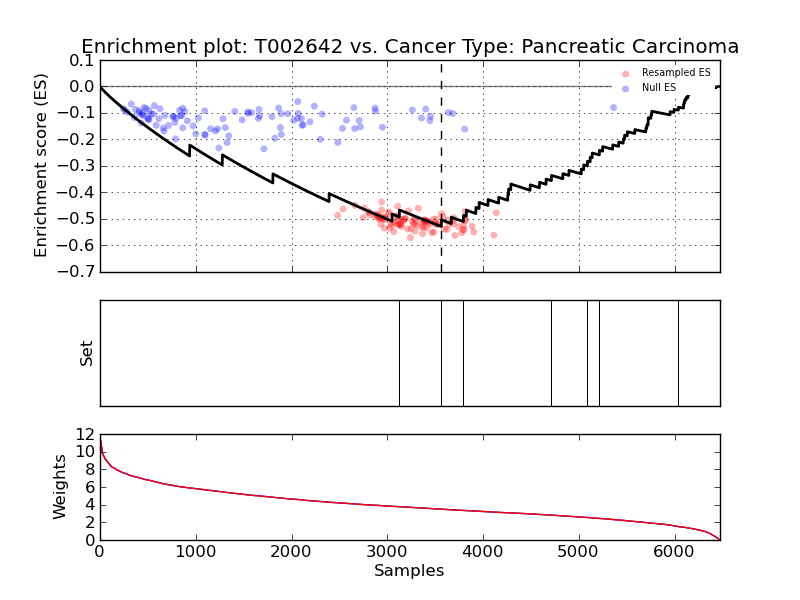 Enrichment plot: T002642 vs. Cancer Type: Pancreatic Carcinoma
Enrichment score (ES)
0.1
0.0
−0.1
−0.2
−0.3
−0.4
−0.5
−0.6
−0.7
Resampled ES
Null ES
Set
Weights
12
10
8
6
4
2
0
0 1000 2000 3000 4000 5000 6000
Samples